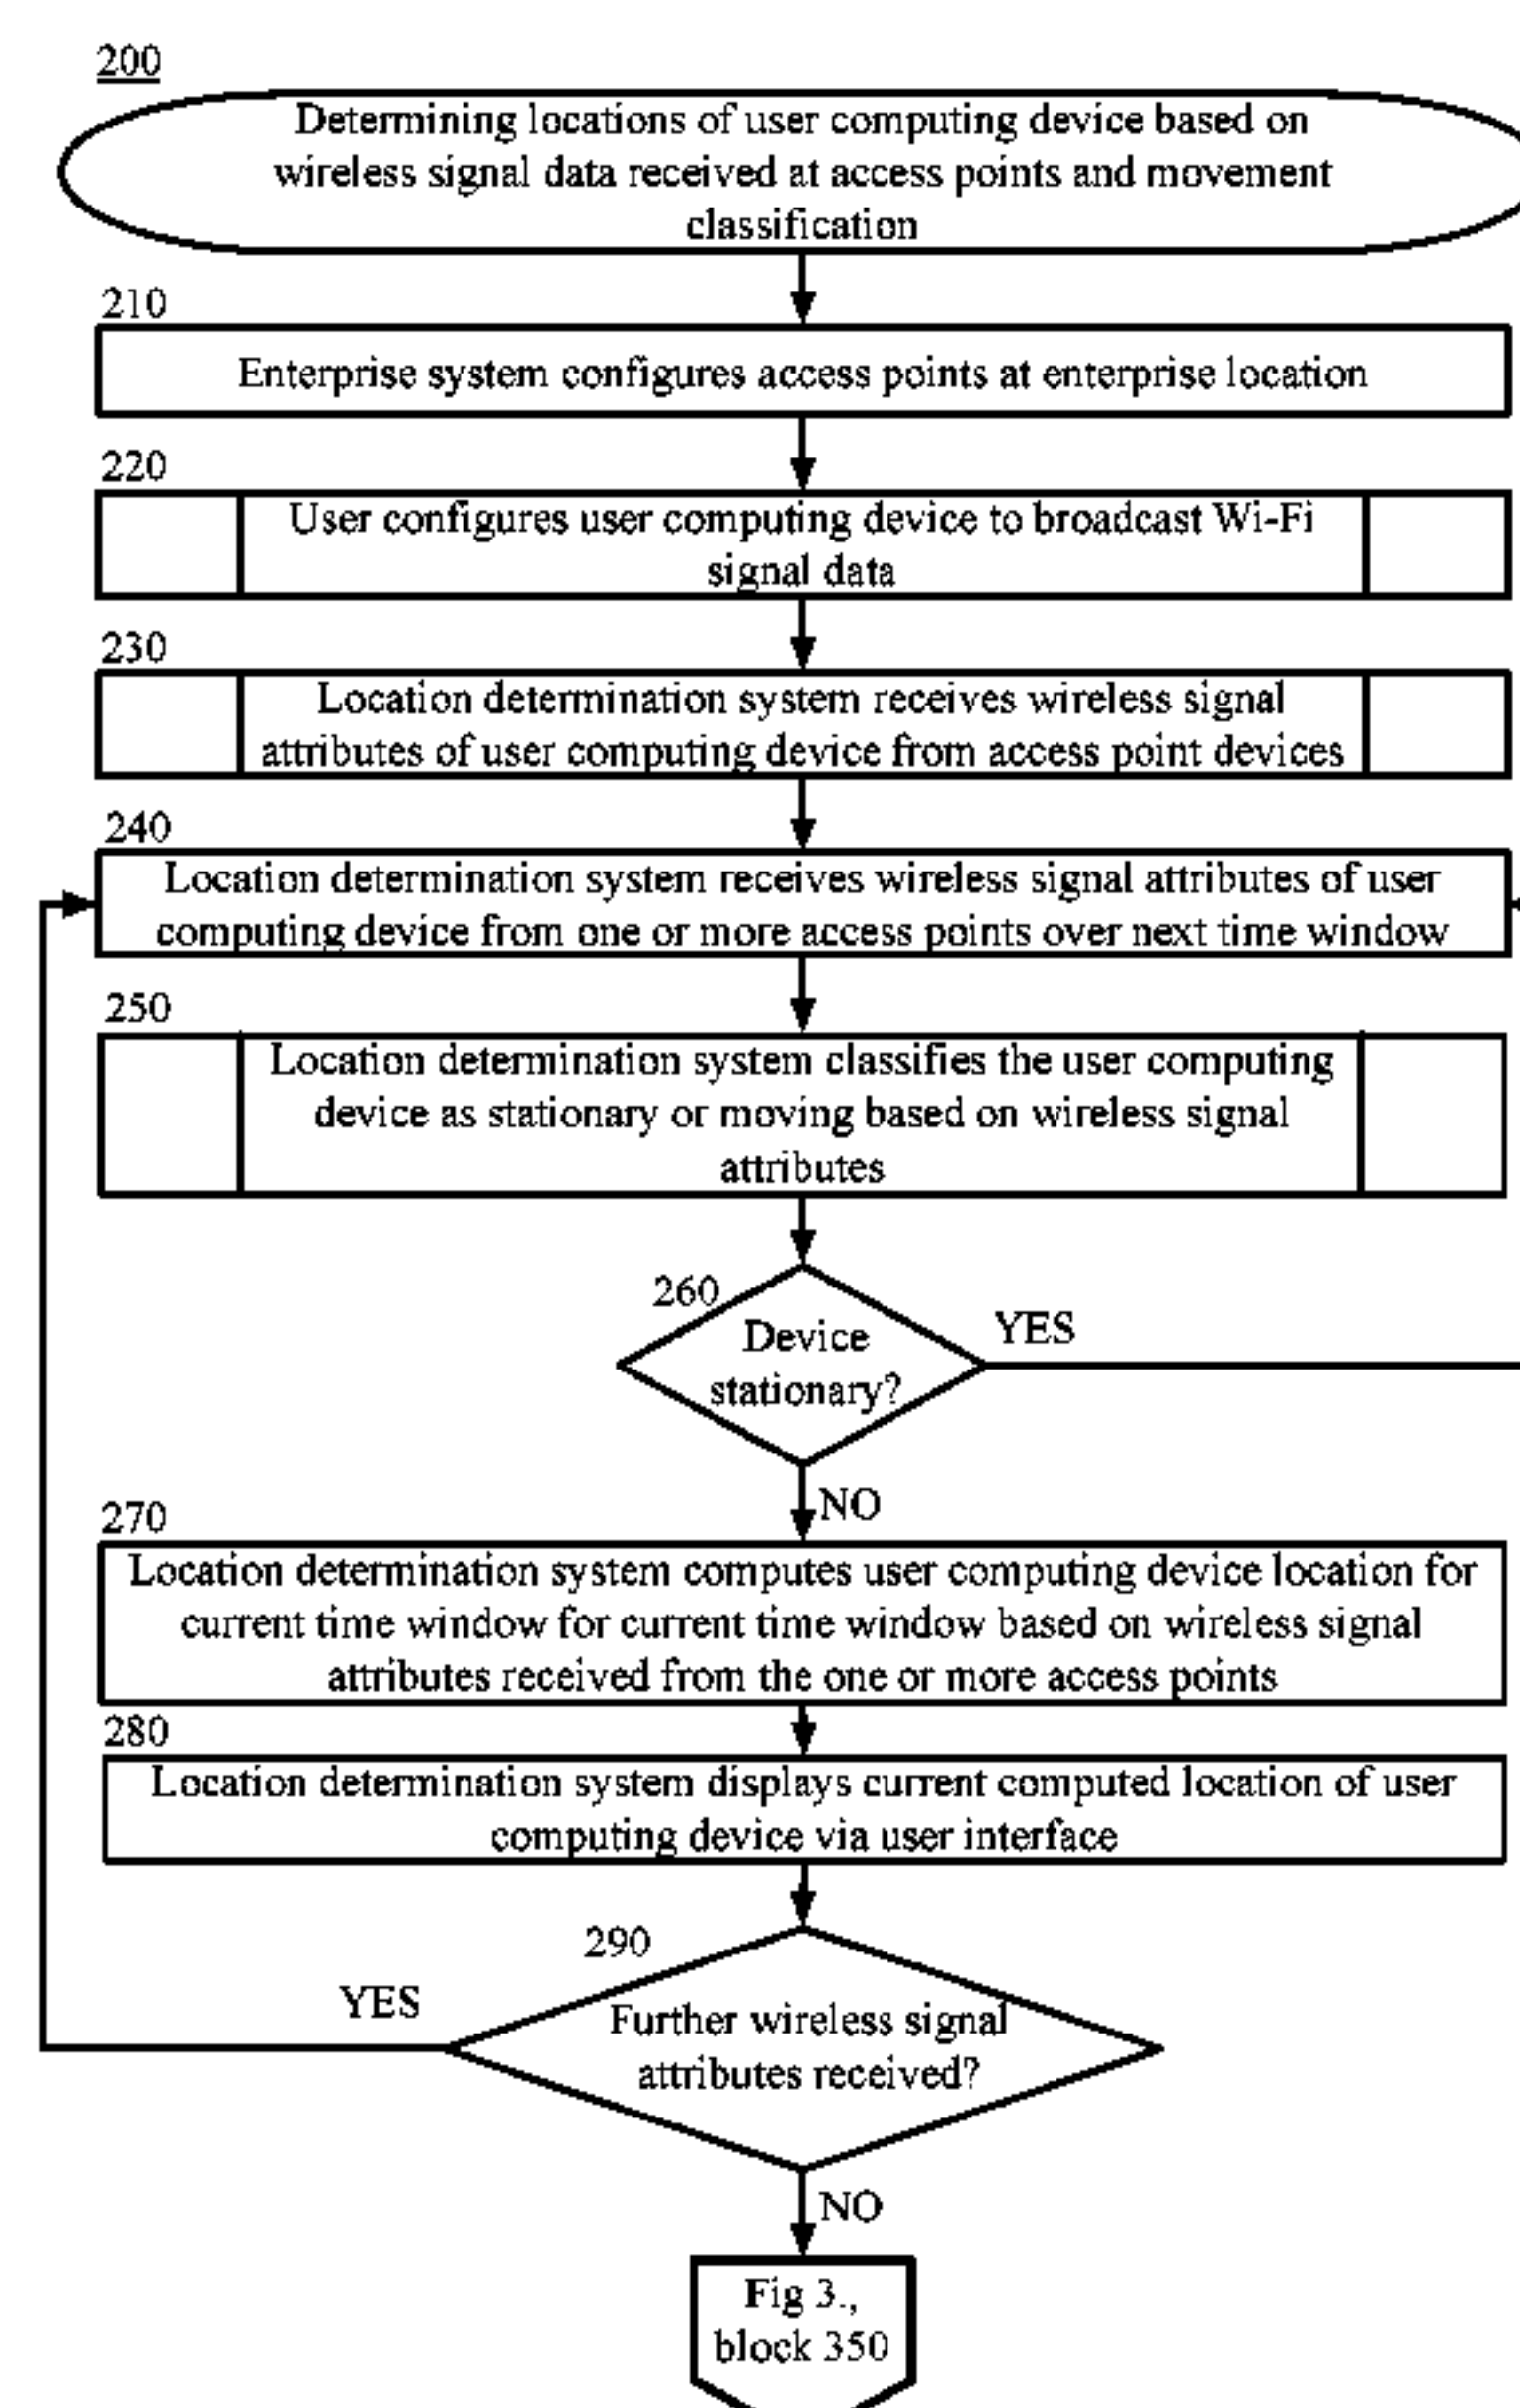 200
Determining locations of user computing device based on
wireless signal data received at access points and movement
classification
210
Enterprise system configures access points at enterprise location
220
User configures user computing device to broadcast Wi-Fi
signal data
230
Location determination system receives wireless signal
attributes of user computing device from access point devices
240
Location determination system receives wireless signal attributes of user
computing device from one or more access points over next time window
250
Location determination system classifies the user computing
device as stationary or moving based on wireless signal
attributes
260
Device
stationary?
YES
NO
270
Location determination system computes user computing device location for
current time window for current time window based on wireless signal
attributes received from the one or more access points
280
Location determination system displays current computed location of user
computing device via user interface
290
YES
Further wireless signal
attributes received?
NO
Fig 3.,
block 350